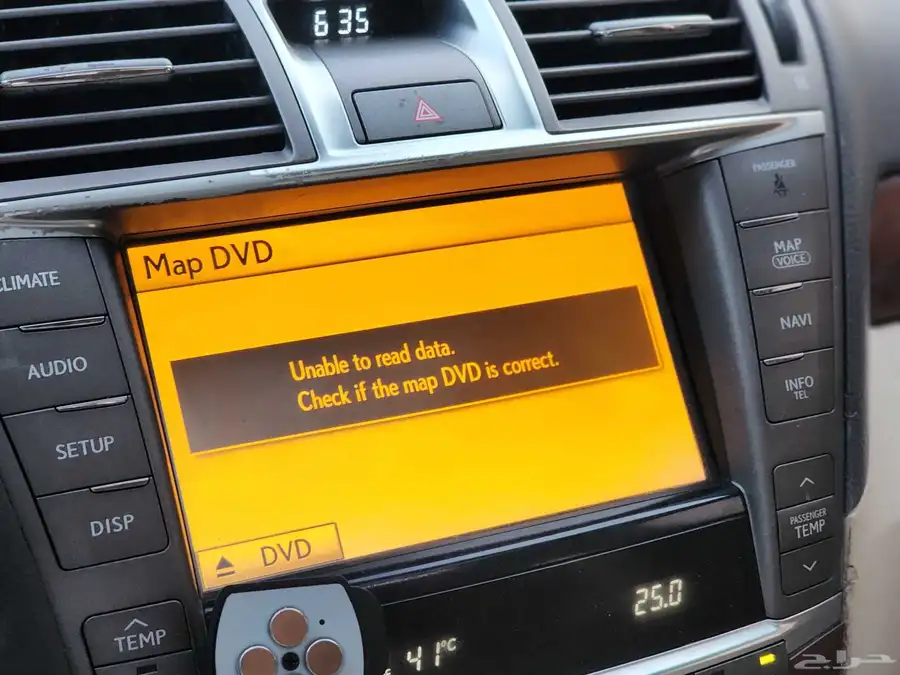 6 35
PASSENGER
MAP
VOICE
NAVI
INFO
TEL
PASSENGER
TEMP
CLIMATE
AUDIO
SETUP
DISP
TEMP
Map DVD
Unable to read data.
Check if the map DVD is correct.
DVD
25.0
41°C
حراج